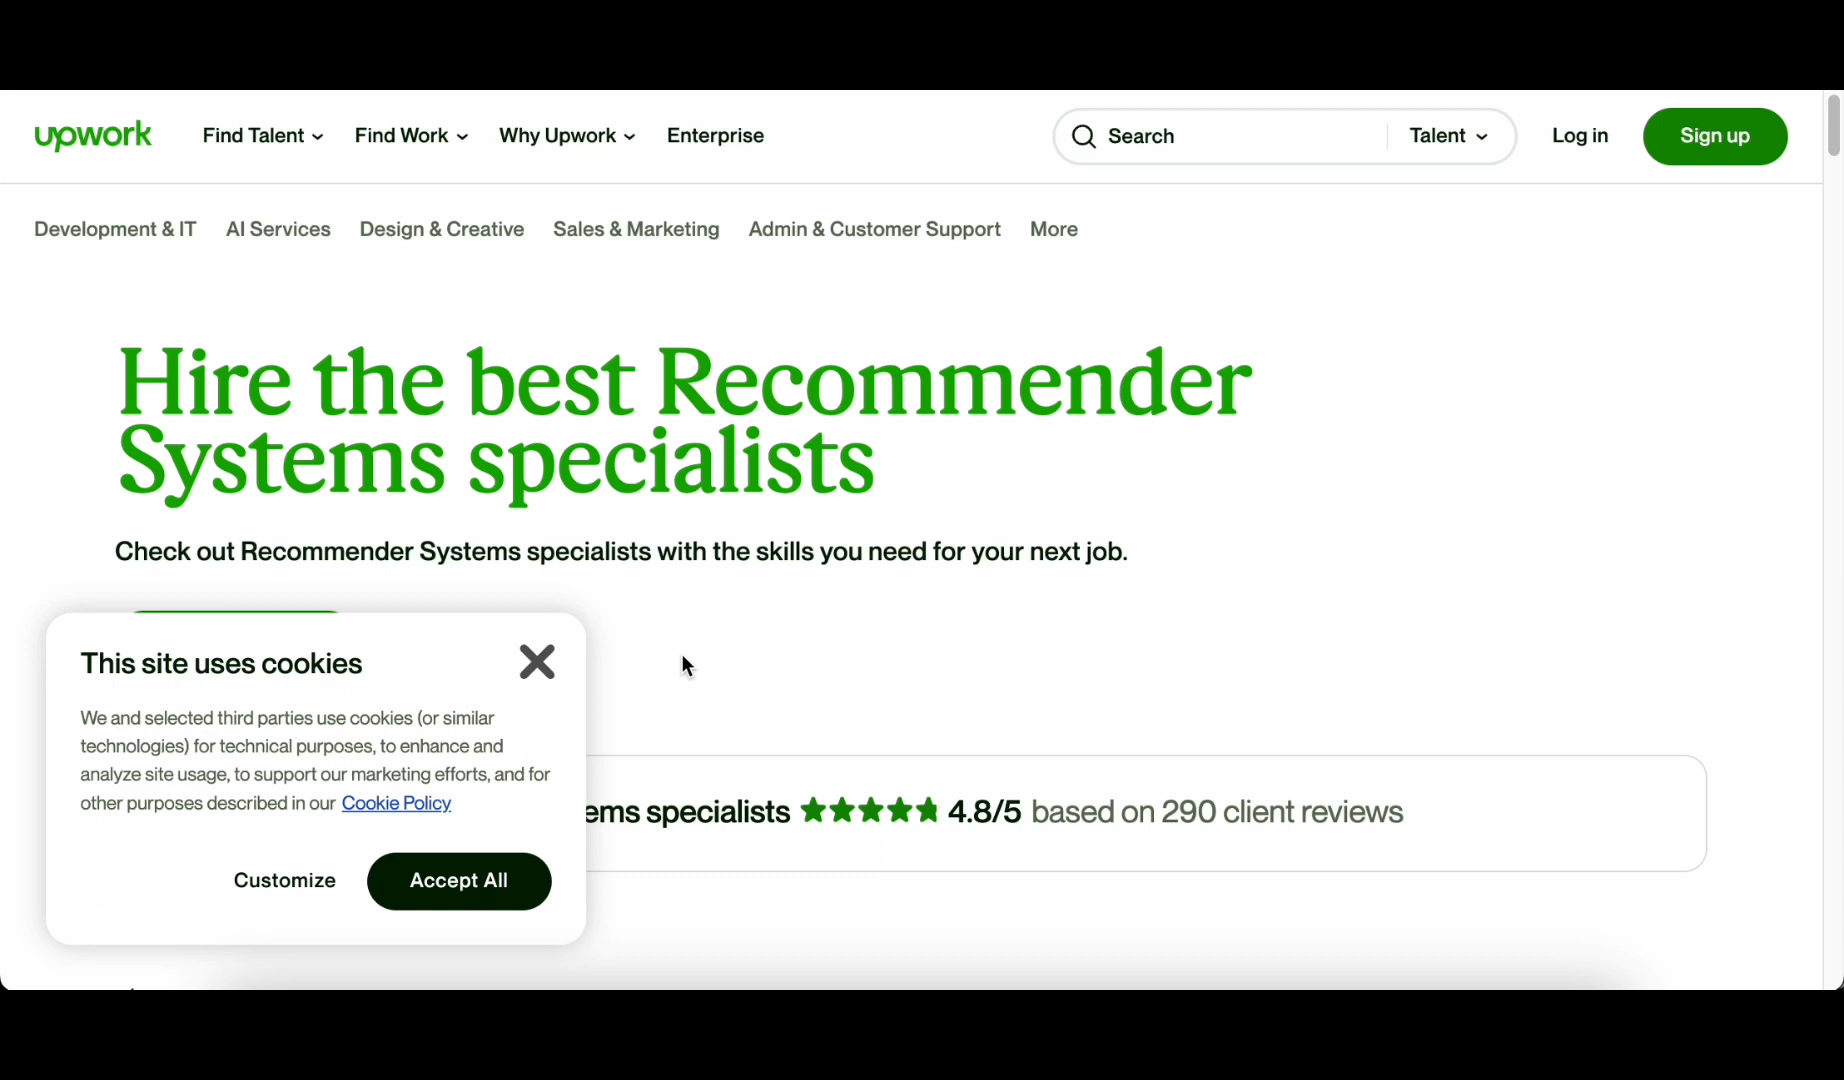 upwork Find Talent Find Work Why Upwork Enterprise Search Talent Log in Sign up
Development & IT AI Services Design & Creative Sales & Marketing Admin & Customer Support More
Hire the best Recommender
Systems specialists
Check out Recommender Systems specialists with the skills you need for your next job.
This site uses cookies
We and selected third parties use cookies (or similar
technologies) for technical purposes, to enhance and
analyze site usage, to support our marketing efforts, and for
other purposes described in our Cookie Policy
Customize Accept All
ems specialists 4.8/5 based on 290 client reviews